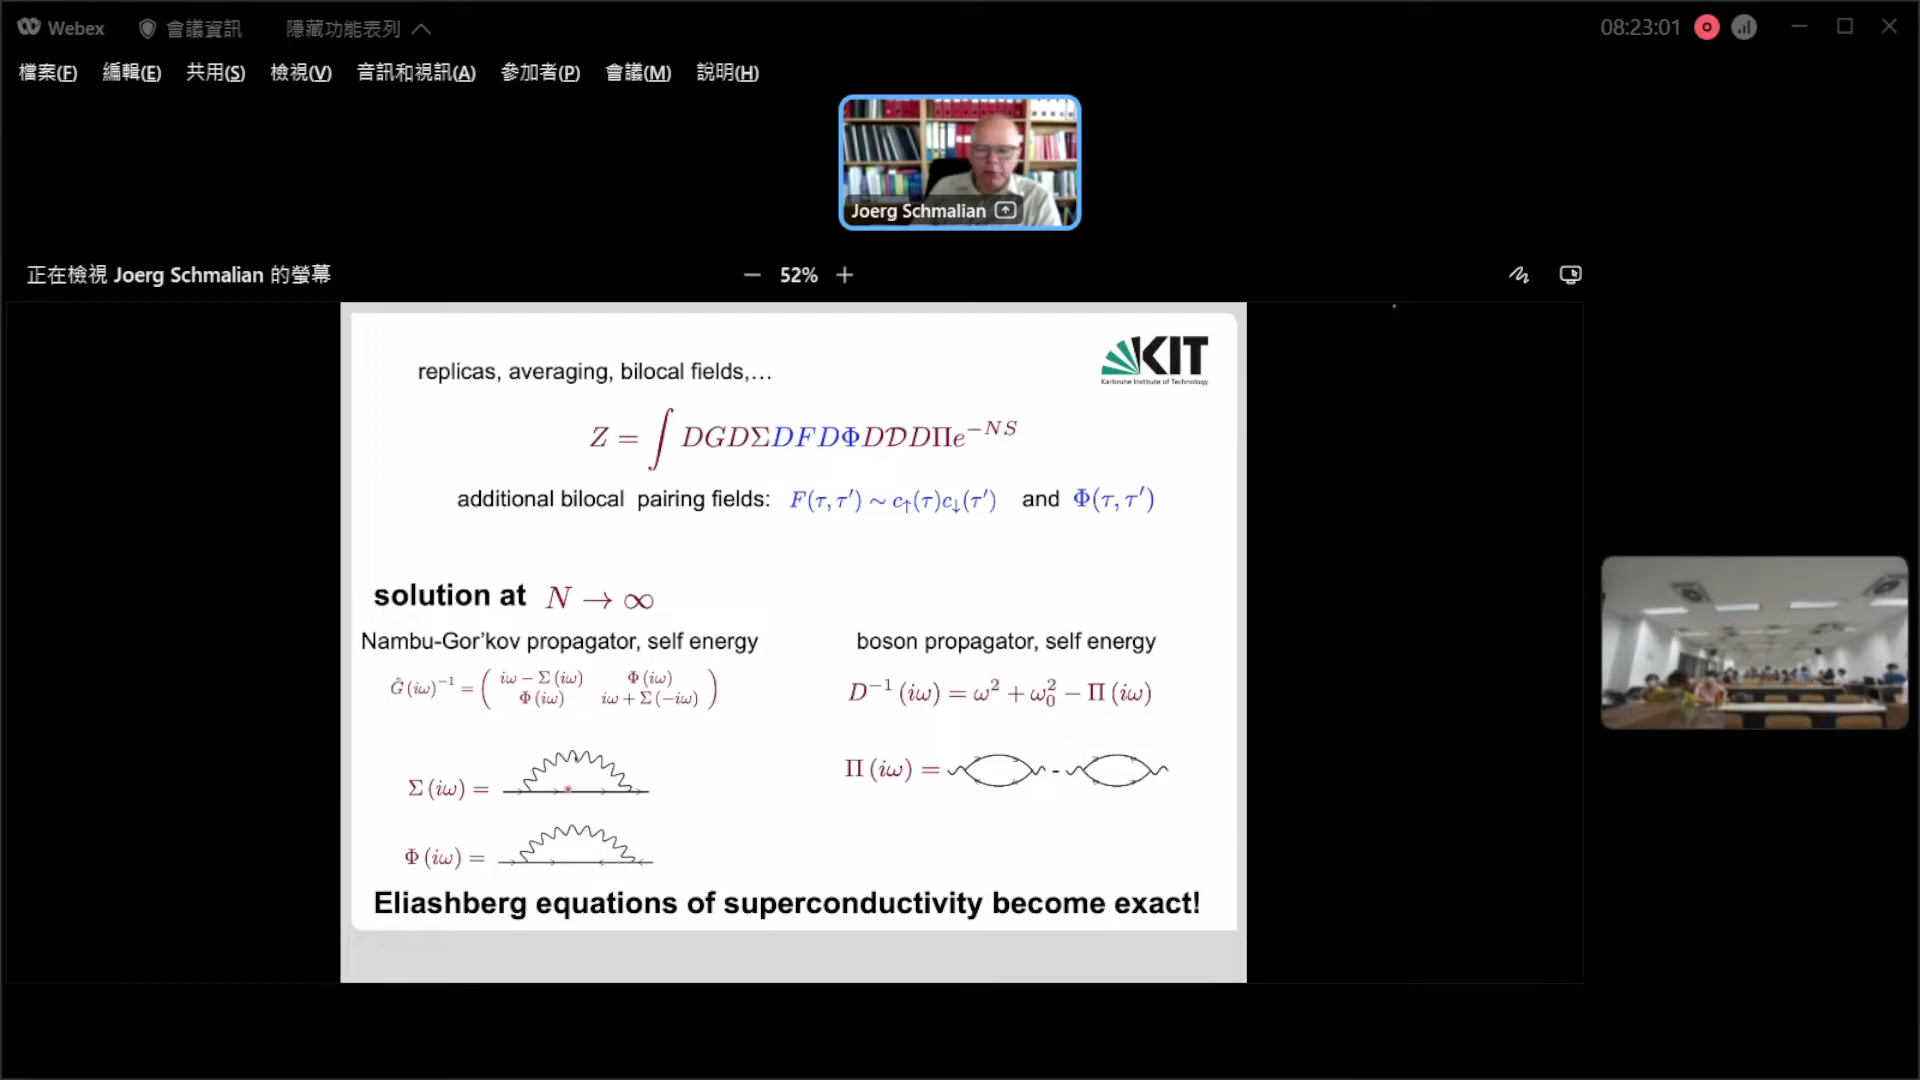 Webex 會議資訊 隱藏功能表列 08:23:01
檔案(F) 編輯(E) 共用(S) 檢視(V) 音訊和視訊(A) 參加者(P) 會議(M) 說明(H)
Joerg Schmalian
正在檢視 Joerg Schmalian 的螢幕 52%
KIT
Karlsruhe Institute of Technology
replicas, averaging, bilocal fields,…
Z = ∫ DGDΣDFDΦD𝒟DΠe^{-NS}
additional bilocal pairing fields: F(τ, τ′) ∼ c↑(τ)c↓(τ′) and Φ(τ, τ′)
solution at N → ∞
Nambu-Gor'kov propagator, self energy boson propagator, self energy
Ĝ(iω)⁻¹ = ( iω − Σ(iω) Φ(iω)
Φ(iω) iω + Σ(−iω) ) D⁻¹(iω) = ω² + ω₀² − Π(iω)
Σ(iω) = Π(iω) = -
Φ(iω) =
Eliashberg equations of superconductivity become exact!